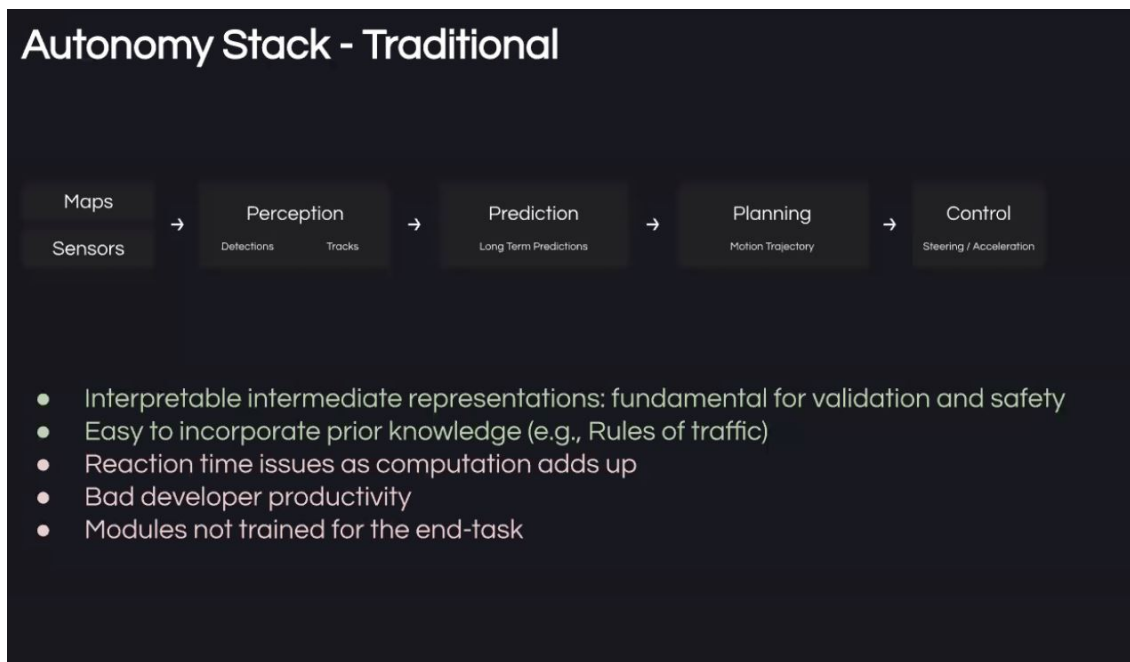 Autonomy Stack - Traditional
Maps
Sensors
→
Perception
Detections Tracks
→
Prediction
Long Term Predictions
→
Planning
Motion Trajectory
→
Control
Steering / Acceleration
● Interpretable intermediate representations: fundamental for validation and safety
● Easy to incorporate prior knowledge (e.g., Rules of traffic)
● Reaction time issues as computation adds up
● Bad developer productivity
● Modules not trained for the end-task